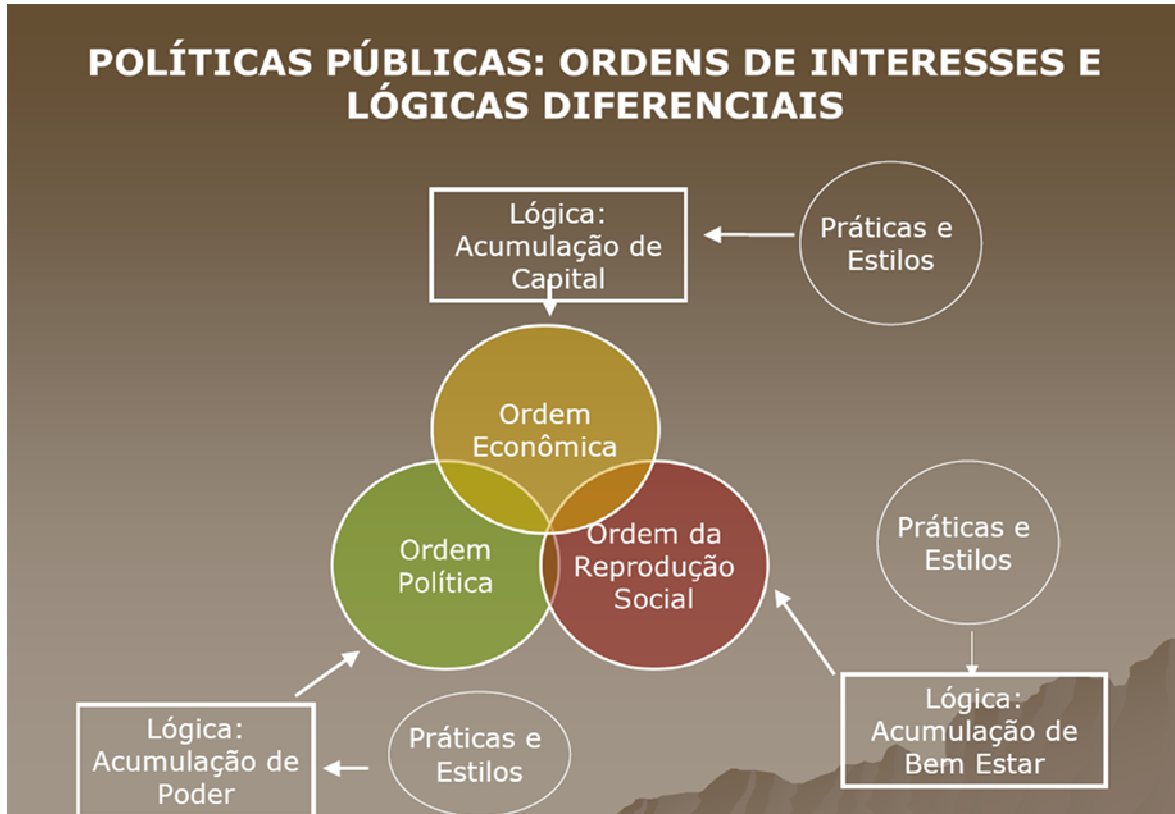 POLÍTICAS PÚBLICAS: ORDENS DE INTERESSES E
LÓGICAS DIFERENCIAIS
Lógica:
Acumulação de
Capital
Práticas e
Estilos
Ordem
Econômica
Ordem
Política
Ordem da
Reprodução
Social
Práticas e
Estilos
Lógica:
Acumulação de
Poder
Práticas e
Estilos
Lógica:
Acumulação de
Bem Estar